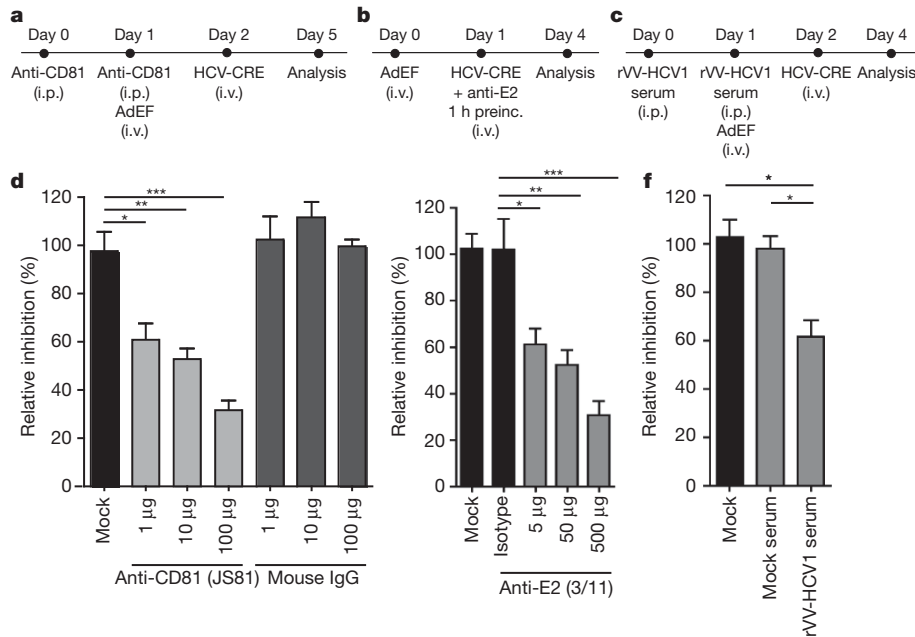 a
Day 0 Day 1 Day 2 Day 5
Anti-CD81 (i.p.)
Anti-CD81 (i.p.) AdEF (i.v.)
HCV-CRE (i.v.)
Analysis
b
Day 0 Day 1 Day 4
AdEF (i.v.)
HCV-CRE + anti-E2 1 h preinc. (i.v.)
Analysis
c
Day 0 Day 1 Day 2 Day 4
rVV-HCV1 serum (i.p.)
rVV-HCV1 serum (i.p.) AdEF (i.v.)
HCV-CRE (i.v.)
Analysis
d
Relative inhibition (%)
120
100
80
60
40
20
0
***
**
*
Mock
1 µg
10 µg
100 µg
1 µg
10 µg
100 µg
Anti-CD81 (JS81)
Mouse IgG
Relative inhibition (%)
120
100
80
60
40
20
0
***
**
*
Mock
Isotype
5 µg
50 µg
500 µg
Anti-E2 (3/11)
f
Relative inhibition (%)
120
100
80
60
40
20
0
*
*
Mock
Mock serum
rVV-HCV1 serum